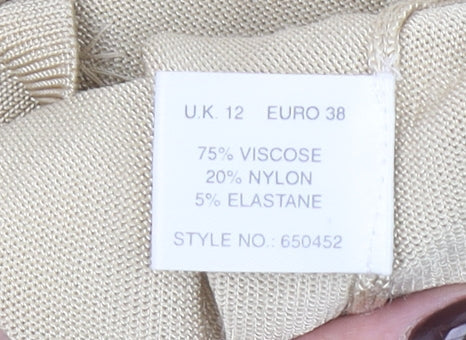 U.K. 12 EURO 38
75% VISCOSE
20% NYLON
5% ELASTANE
STYLE NO.: 650452